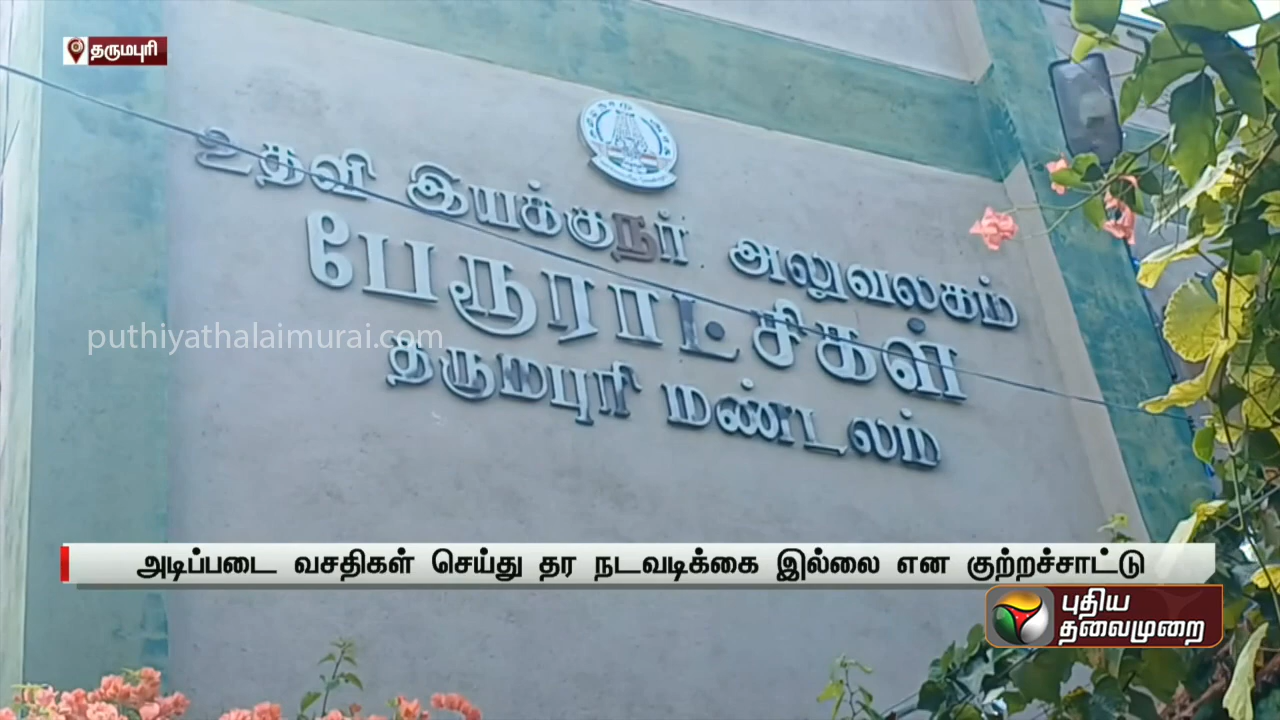 தருமபுரி
உதவி இயக்குநர் அலுவலகம்
பேரூராட்சிகள்
தருமபுரி மண்டலம்
puthiyathalaimurai.com
அடிப்படை வசதிகள் செய்து தர நடவடிக்கை இல்லை என குற்றச்சாட்டு
புதிய
தலைமுறை